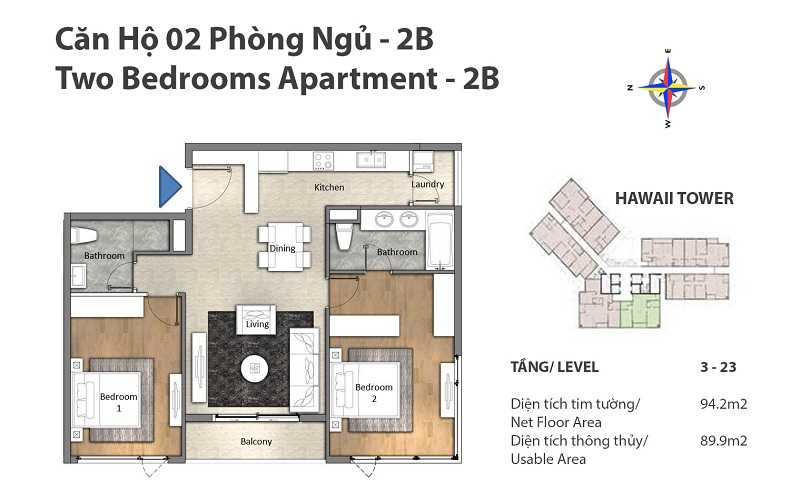 Căn Hộ 02 Phòng Ngủ - 2B
Two Bedrooms Apartment - 2B
E
N
S
W
Kitchen
Laundry
Bathroom
Dining
Bathroom
Living
Bedroom
1
Bedroom
2
Balcony
HAWAII TOWER
TẦNG/ LEVEL 3 - 23
Diện tích tim tường/ 94.2m2
Net Floor Area
Diện tích thông thủy/ 89.9m2
Usable Area